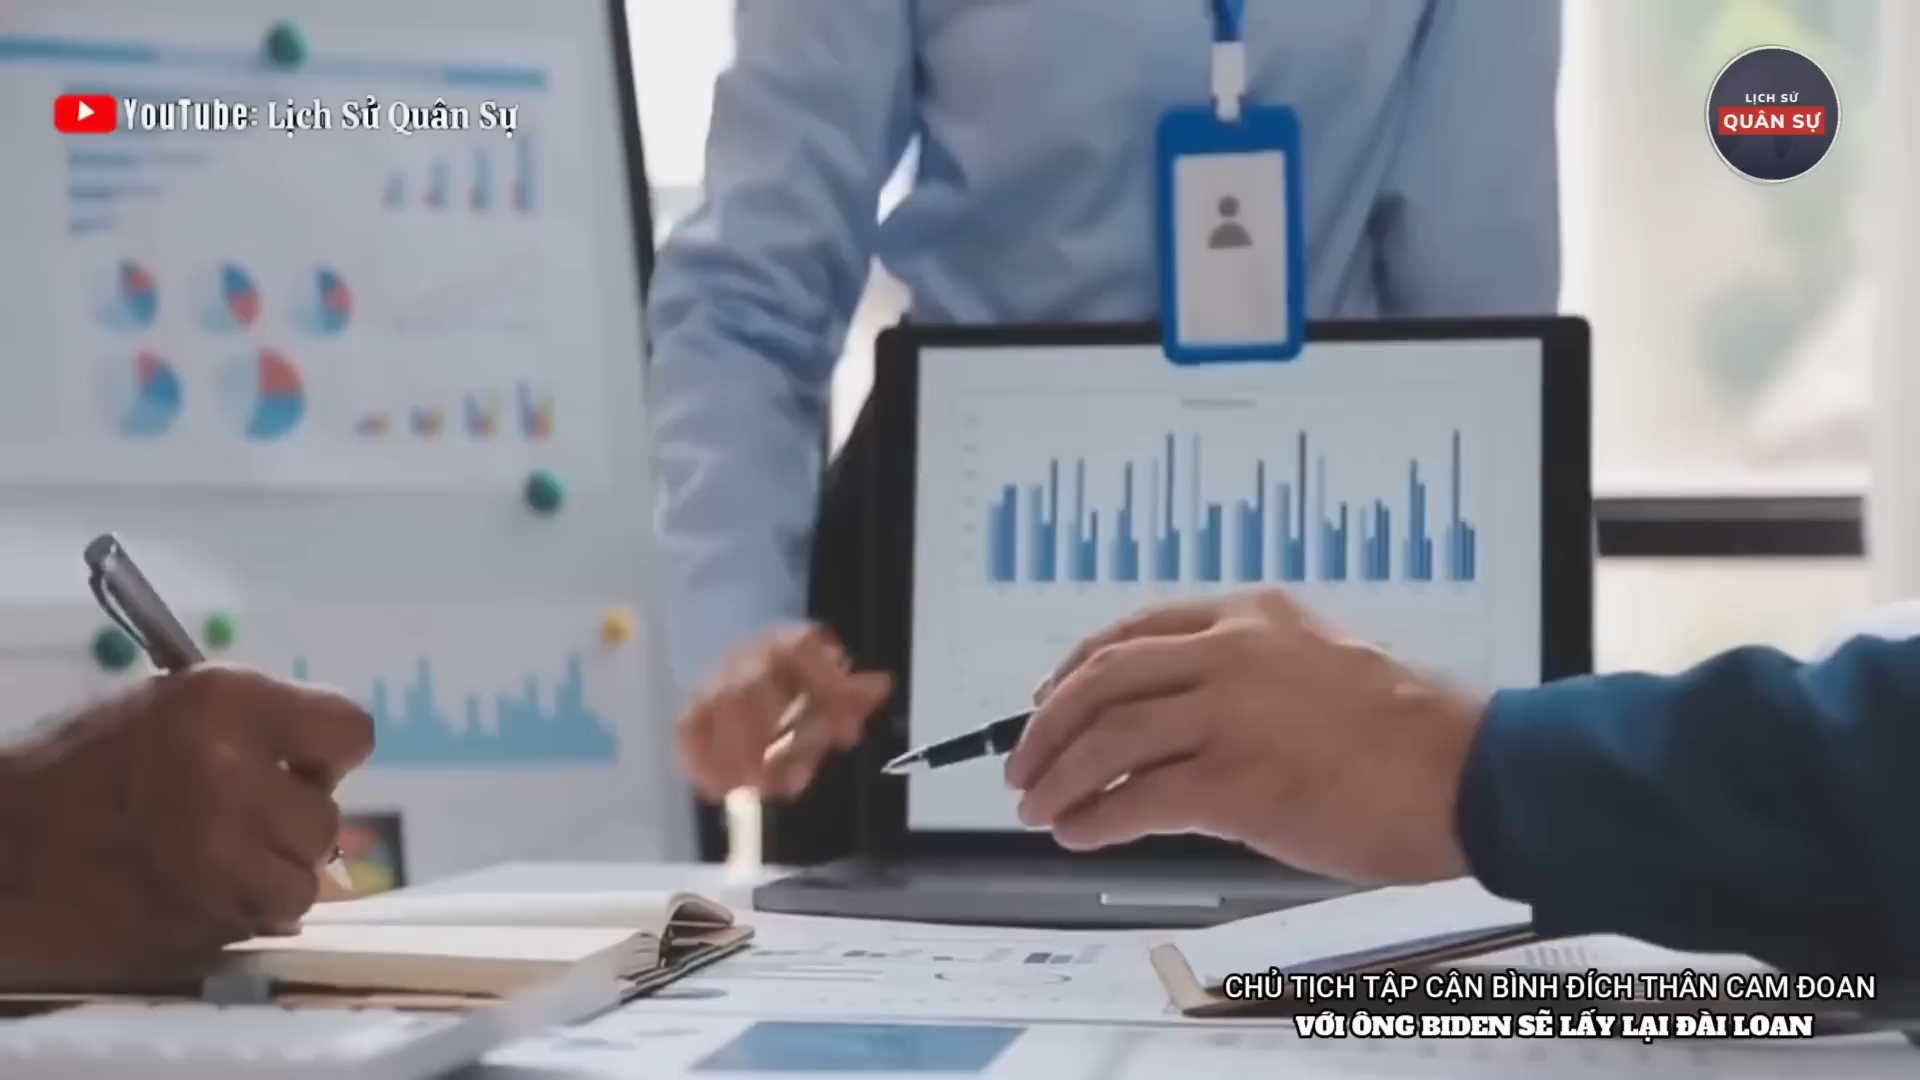 YouTube: Lịch Sử Quân Sự
LỊCH SỬ
QUÂN SỰ
CHỦ TỊCH TẬP CẬN BÌNH ĐÍCH THÂN CAM ĐOAN
VỚI ÔNG BIDEN SẼ LẤY LẠI ĐÀI LOAN